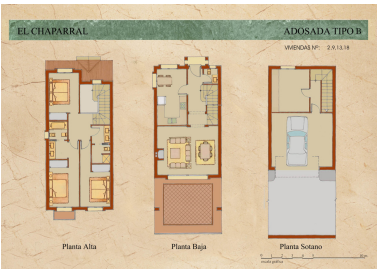 EL CHAPARRAL
ADOSADA TIPO B
VIVIENDAS Nº: 2,9,13,18
Planta Alta
Planta Baja
Planta Sotano